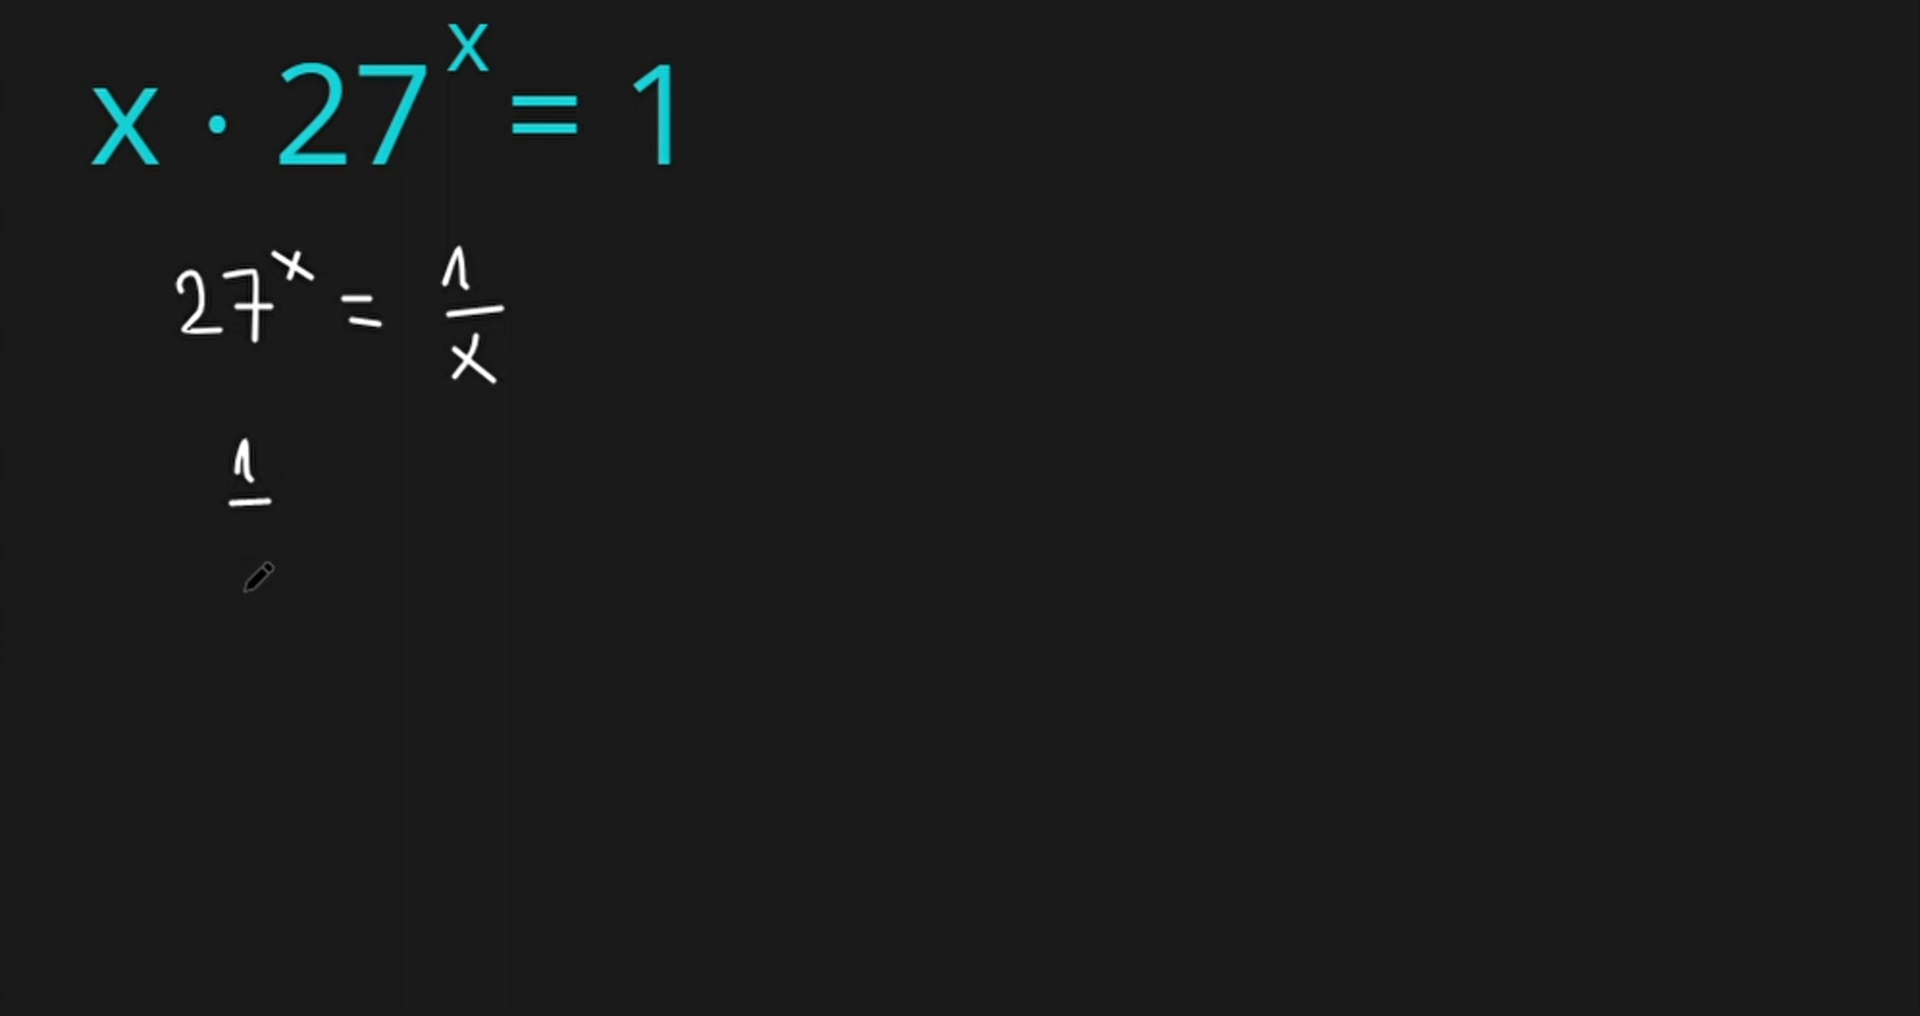 x · 27^x = 1
27^x = 1/x
1